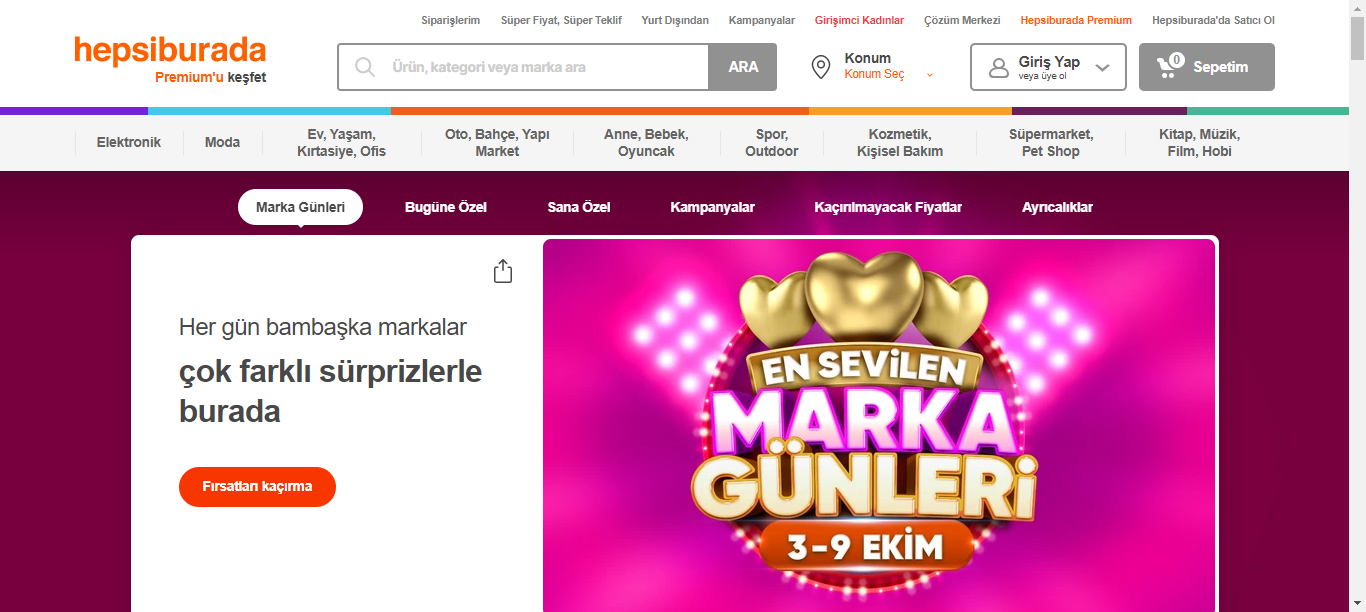 Siparişlerim Süper Fiyat, Süper Teklif Yurt Dışından Kampanyalar Girişimci Kadınlar Çözüm Merkezi Hepsiburada Premium Hepsiburada'da Satıcı Ol
hepsiburada
Premium'u keşfet
Ürün, kategori veya marka ara
ARA
Konum
Konum Seç
Giriş Yap
veya üye ol
0
Sepetim
Elektronik
Moda
Ev, Yaşam,
Kırtasiye, Ofis
Oto, Bahçe, Yapı
Market
Anne, Bebek,
Oyuncak
Spor,
Outdoor
Kozmetik,
Kişisel Bakım
Süpermarket,
Pet Shop
Kitap, Müzik,
Film, Hobi
Marka Günleri Bugüne Özel Sana Özel Kampanyalar Kaçırılmayacak Fiyatlar Ayrıcalıklar
Her gün bambaşka markalar
çok farklı sürprizlerle
burada
Fırsatları kaçırma
EN SEVİLEN
MARKA
GÜNLERİ
3-9 EKİM